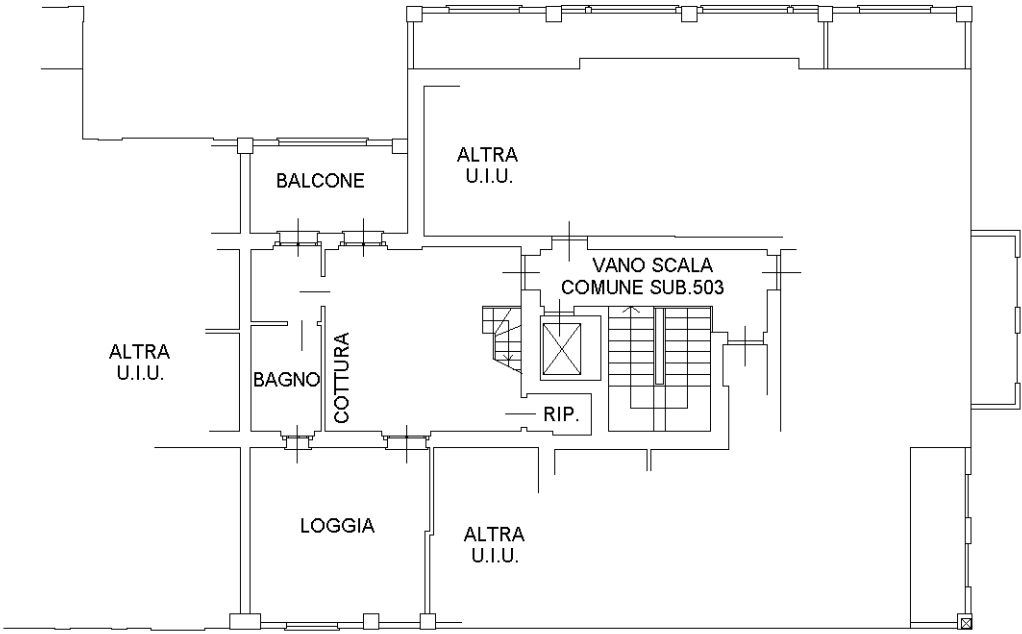 ALTRA
U.I.U.
BALCONE
VANO SCALA
COMUNE SUB.503
ALTRA
U.I.U.
BAGNO
COTTURA
RIP.
LOGGIA
ALTRA
U.I.U.